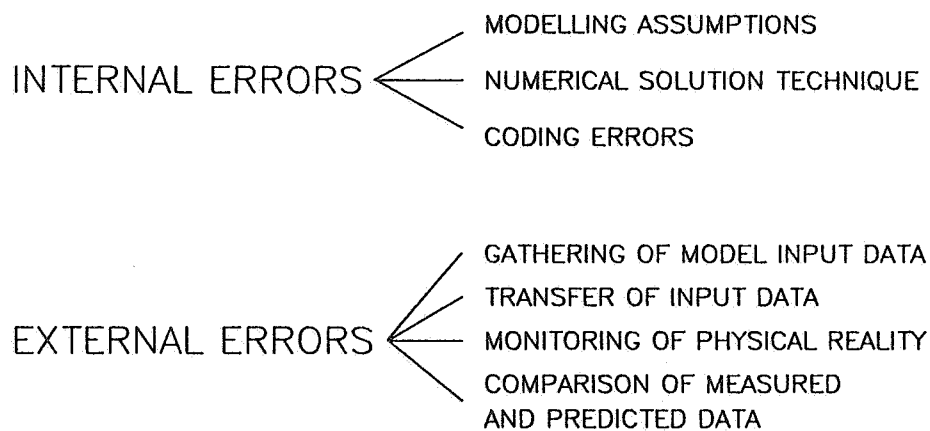 INTERNAL ERRORS
MODELLING ASSUMPTIONS
NUMERICAL SOLUTION TECHNIQUE
CODING ERRORS
EXTERNAL ERRORS
GATHERING OF MODEL INPUT DATA
TRANSFER OF INPUT DATA
MONITORING OF PHYSICAL REALITY
COMPARISON OF MEASURED
AND PREDICTED DATA